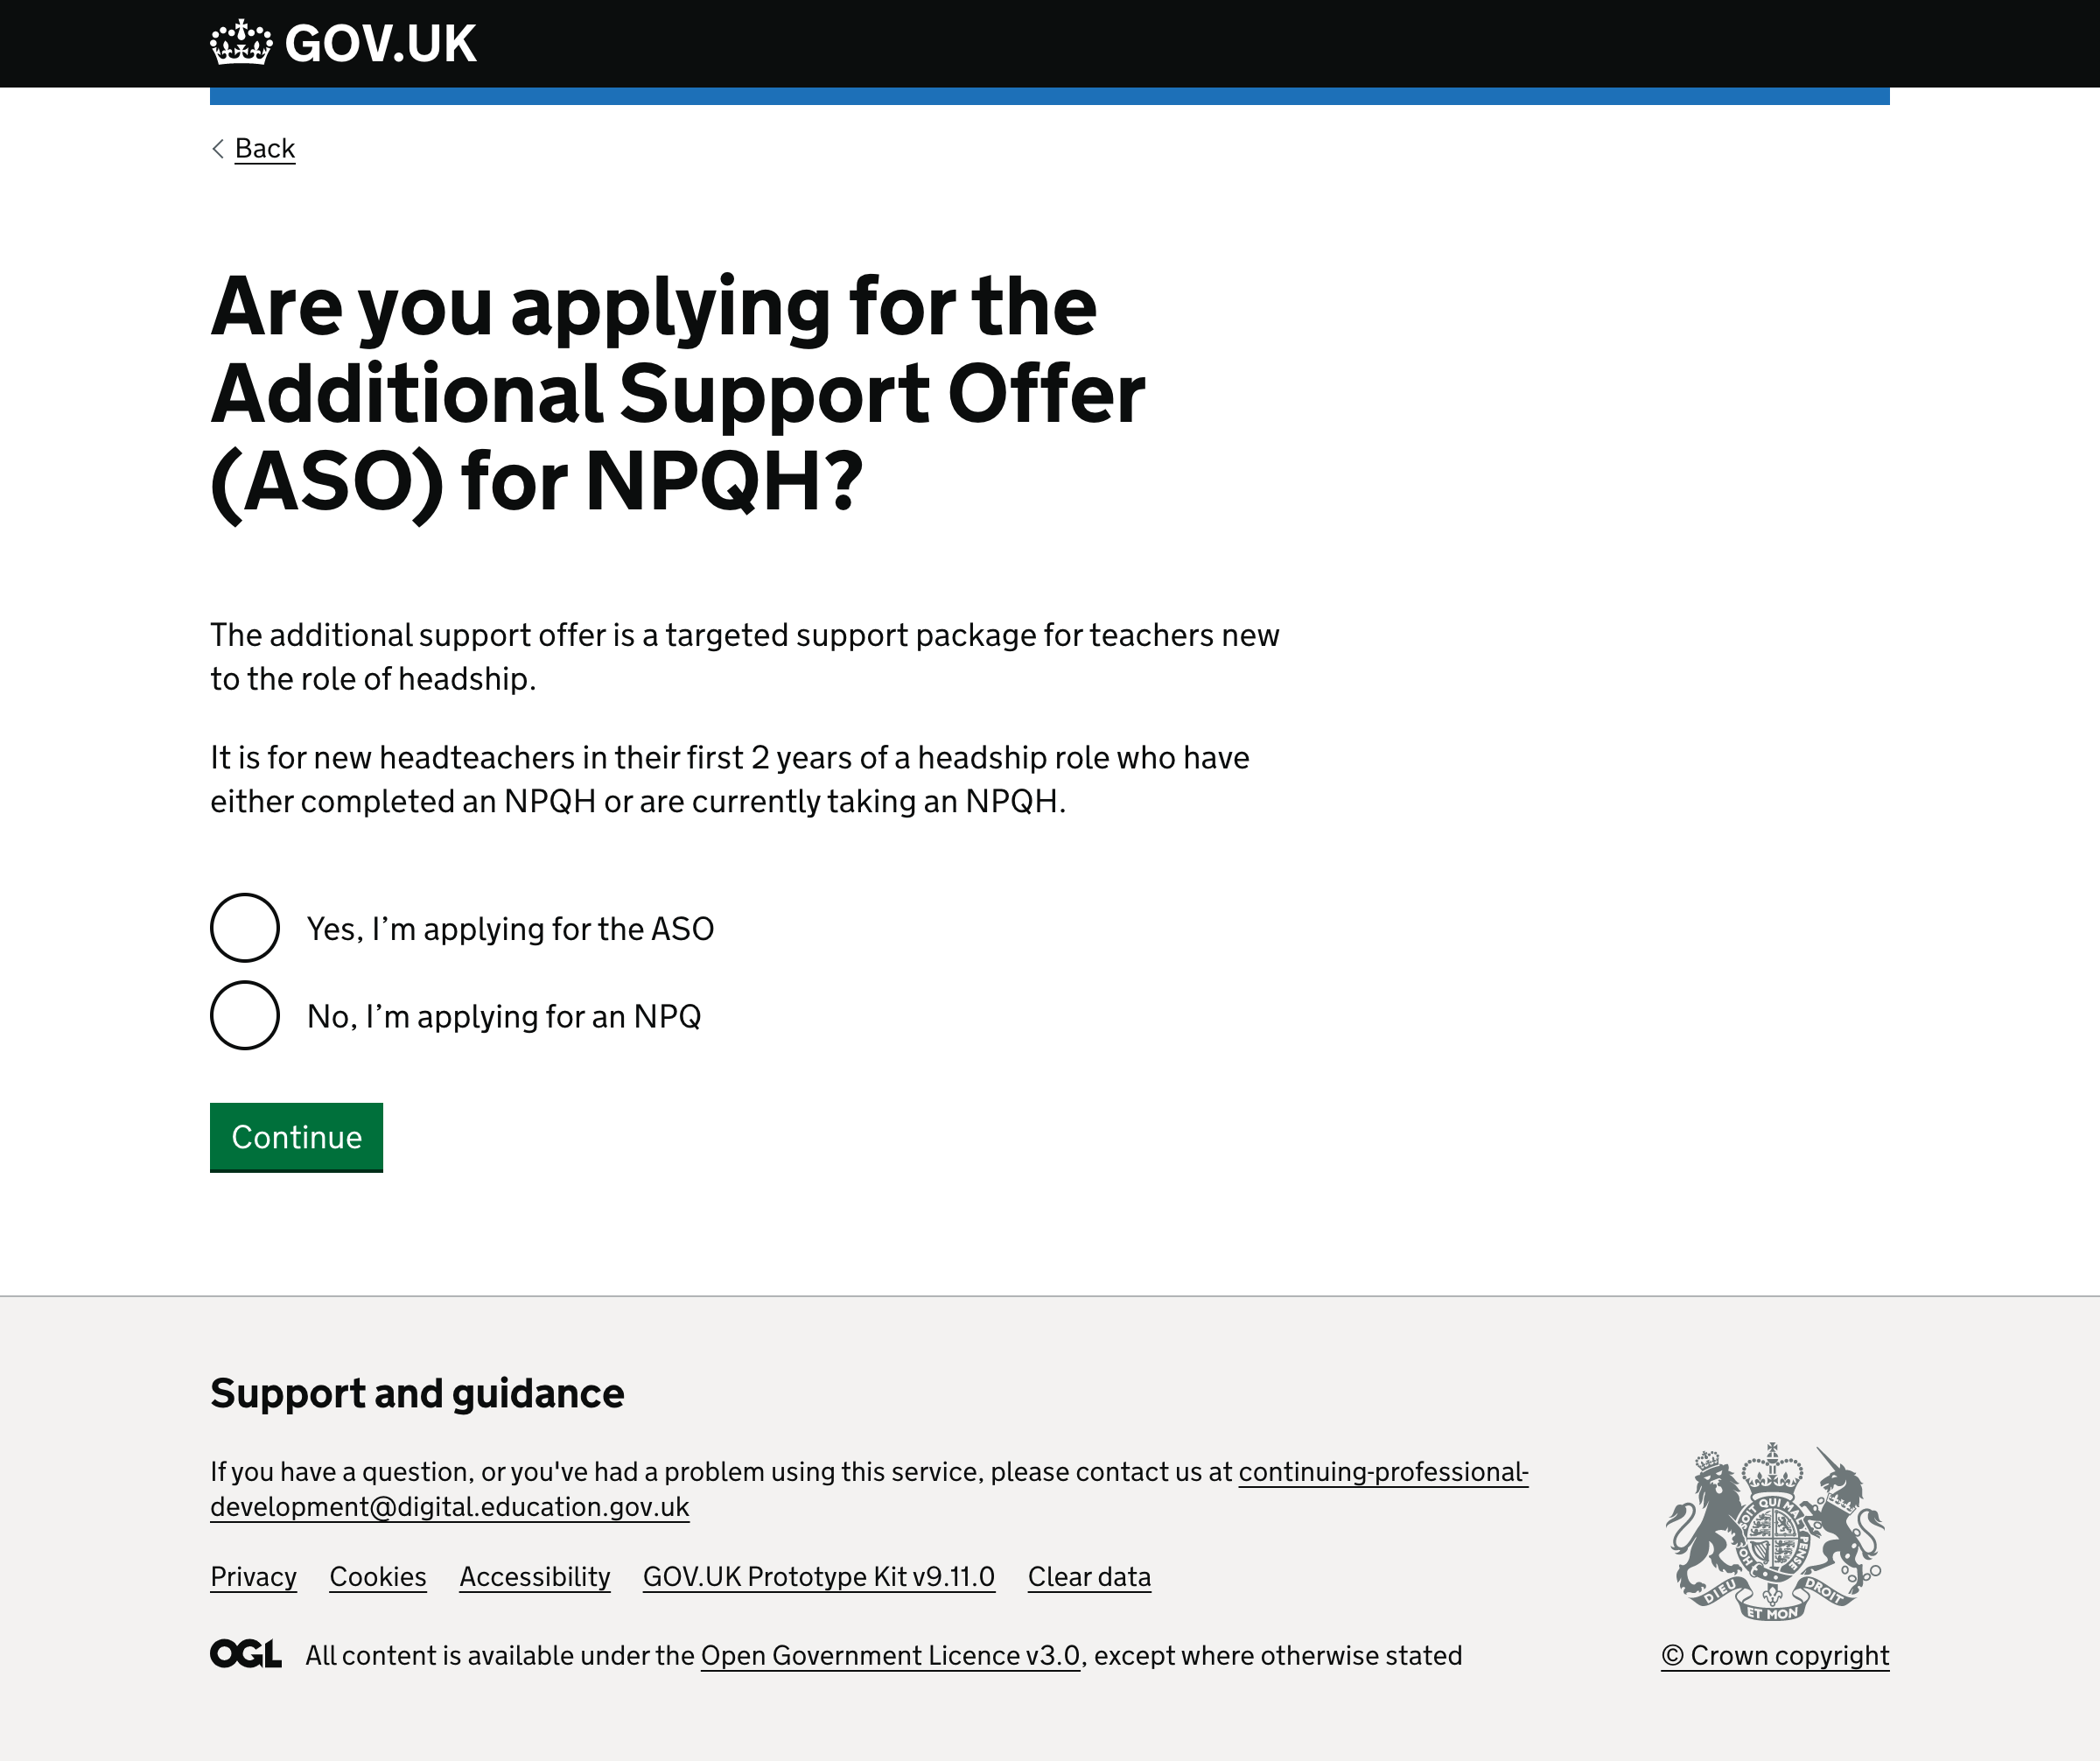 GOV.UK
Back
Are you applying for the
Additional Support Offer
(ASO) for NPQH?
The additional support offer is a targeted support package for teachers new
to the role of headship.
It is for new headteachers in their first 2 years of a headship role who have
either completed an NPQH or are currently taking an NPQH.
Yes, I’m applying for the ASO
No, I’m applying for an NPQ
Continue
Support and guidance
If you have a question, or you've had a problem using this service, please contact us at continuing-professional-
development@digital.education.gov.uk
Privacy Cookies Accessibility GOV.UK Prototype Kit v9.11.0 Clear data
OGL All content is available under the Open Government Licence v3.0, except where otherwise stated
SOIT QUI MAL Y PENSE
DIEU ET MON DROIT
© Crown copyright